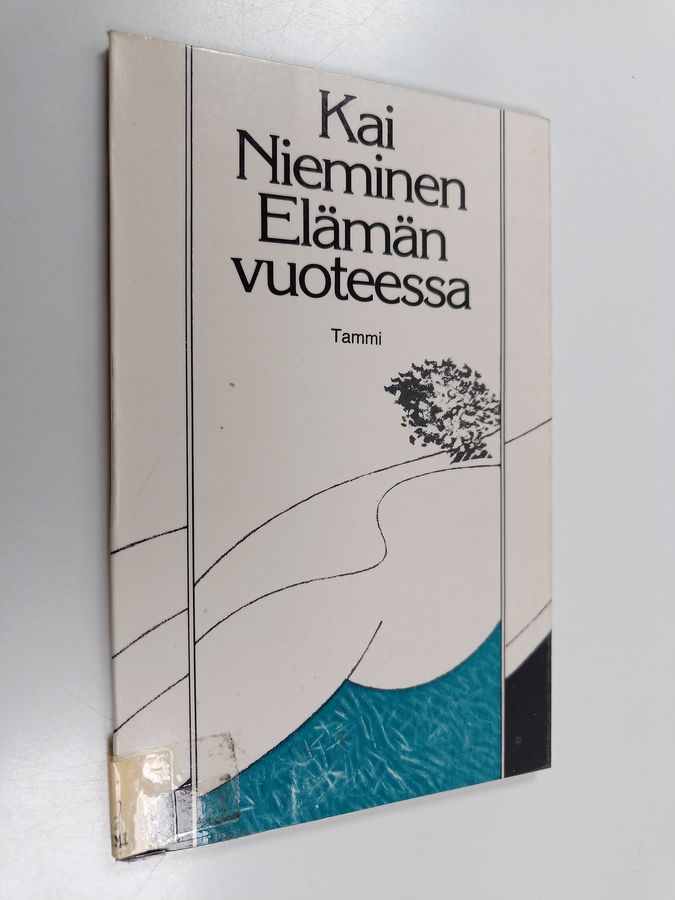 Kai
Nieminen
Elämän
vuoteessa
Tammi